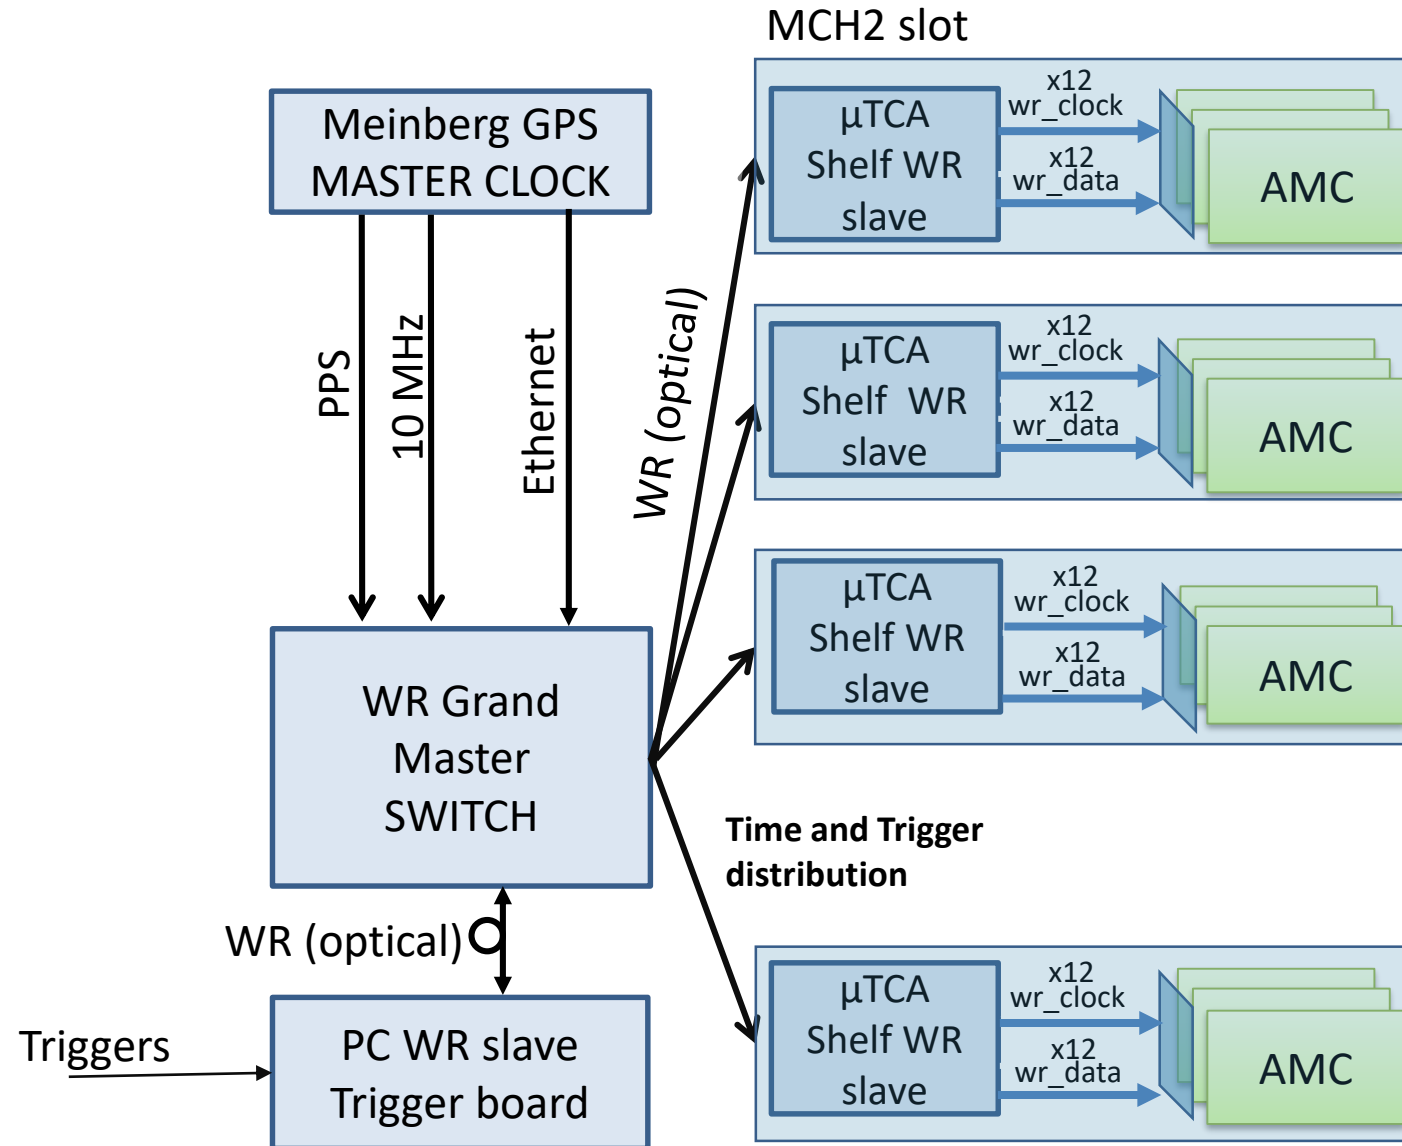 MCH2 slot
Meinberg GPS
MASTER CLOCK
PPS
10 MHz
Ethernet
WR Grand
Master
SWITCH
WR (optical)
PC WR slave
Trigger board
Triggers
WR (optical)
Time and Trigger
distribution
µTCA
Shelf WR
slave
x12
wr_clock
x12
wr_data
AMC
µTCA
Shelf WR
slave
x12
wr_clock
x12
wr_data
AMC
µTCA
Shelf WR
slave
x12
wr_clock
x12
wr_data
AMC
µTCA
Shelf WR
slave
x12
wr_clock
x12
wr_data
AMC